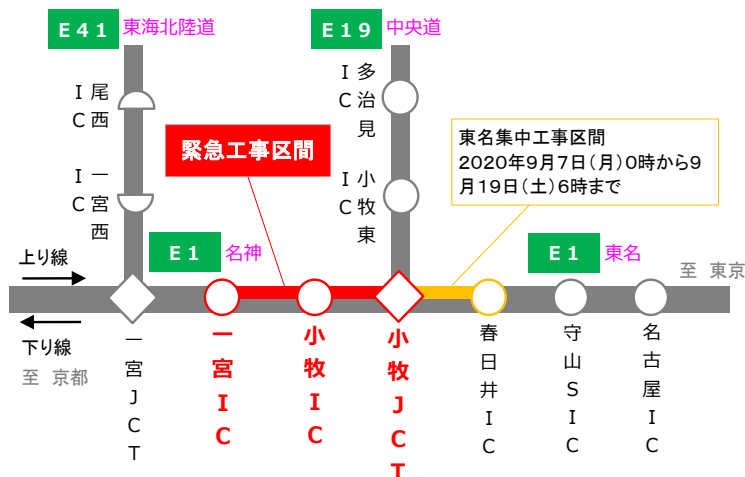 E41 東海北陸道
E19 中央道
尾西IC
一宮西IC
多治見IC
小牧東IC
緊急工事区間
東名集中工事区間
2020年9月7日(月)0時から9
月19日(土)6時まで
E1 名神
E1 東名
上り線
下り線
至 東京
至 京都
一宮JCT
一宮IC
小牧IC
小牧JCT
春日井IC
守山SIC
名古屋IC